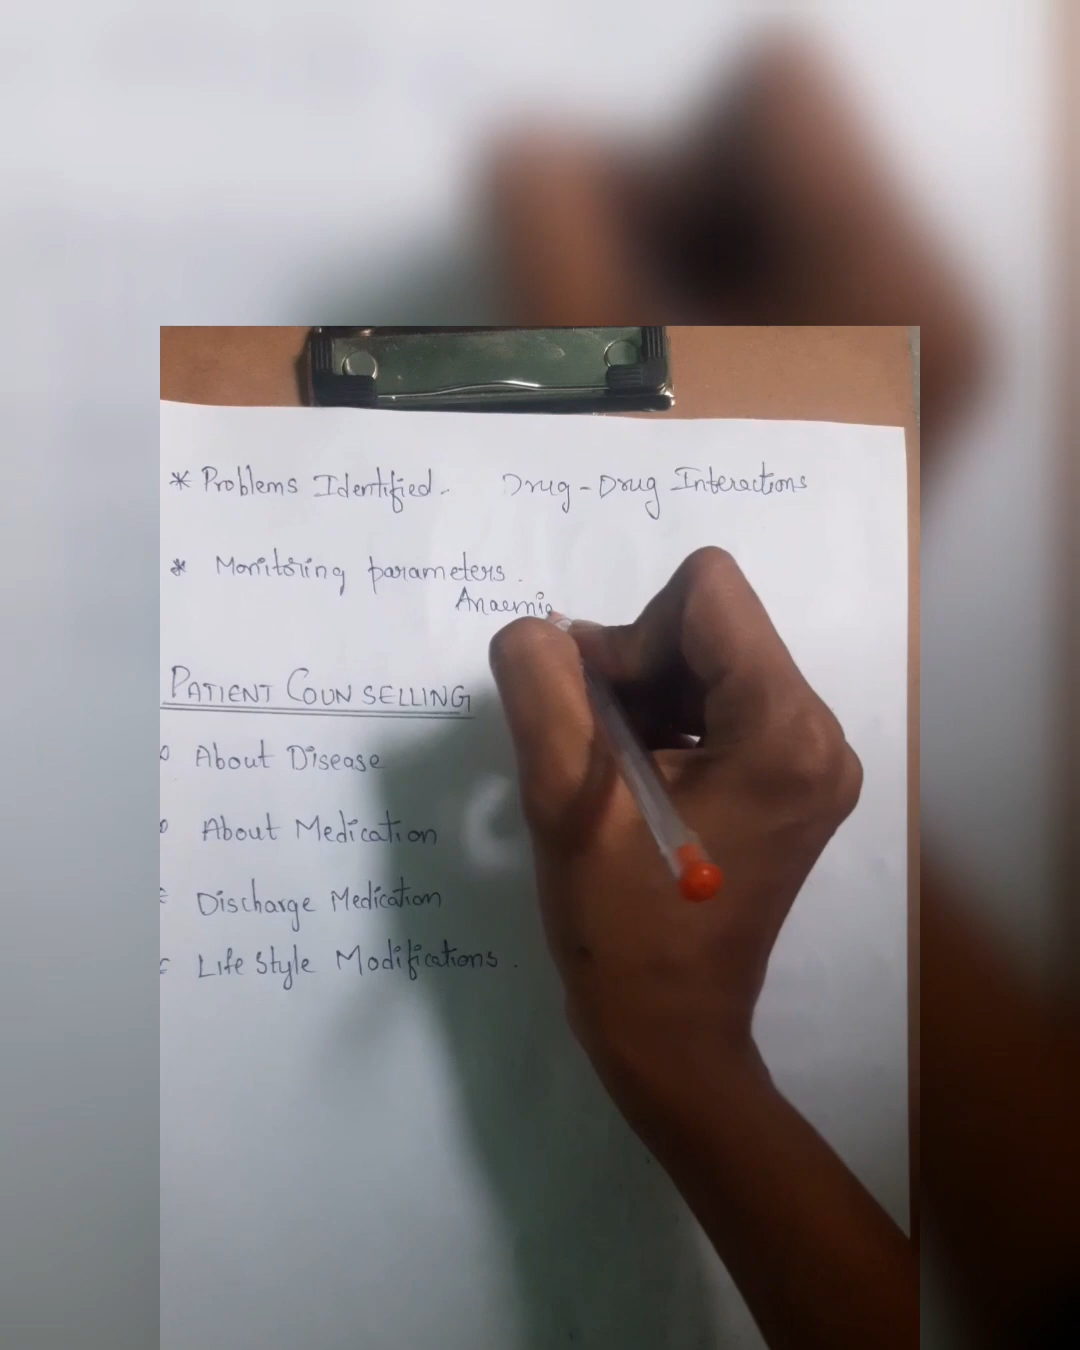 * Problems Identified. Drug-Drug Interactions
* Monitoring parameters.
Anaemia
PATIENT COUNSELLING
About Disease
About Medication
Discharge Medication
Life style Modifications.